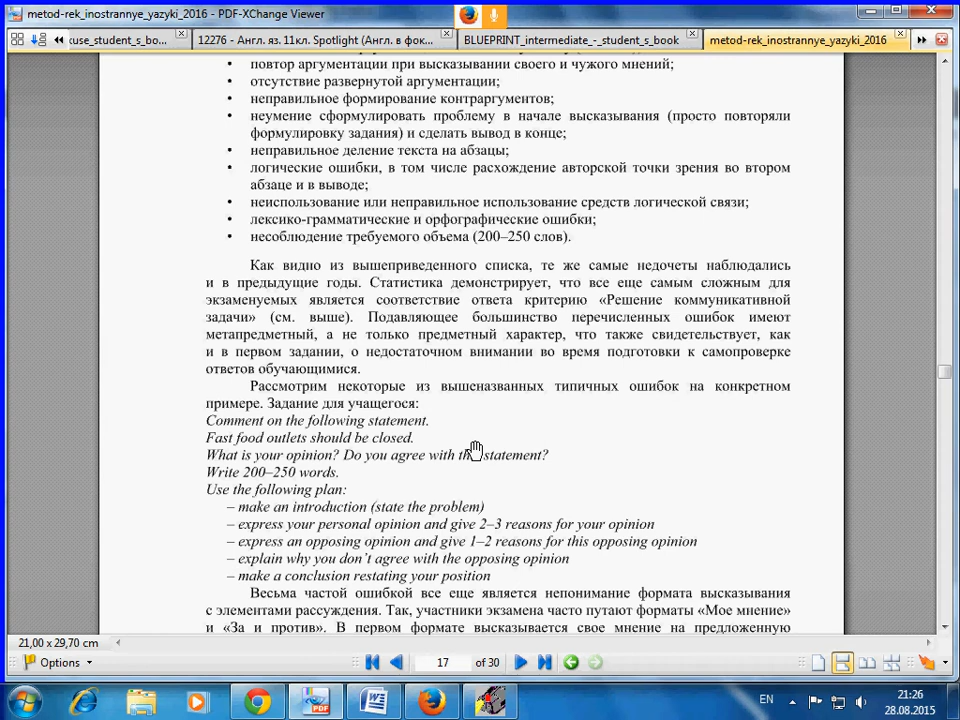 metod-rek_inostrannye_yazyki_2016 - PDF-XChange Viewer
kuse_student_s_bo...
12276 - Англ. яз. 11кл. Spotlight (Англ. в фок...
BLUEPRINT_intermediate_-_student_s_book
metod-rek_inostrannye_yazyki_2016
• повтор аргументации при высказывании своего и чужого мнений;
• отсутствие развернутой аргументации;
• неправильное формирование контраргументов;
• неумение сформулировать проблему в начале высказывания (просто повторяли
формулировку задания) и сделать вывод в конце;
• неправильное деление текста на абзацы;
• логические ошибки, в том числе расхождение авторской точки зрения во втором
абзаце и в выводе;
• неиспользование или неправильное использование средств логической связи;
• лексико-грамматические и орфографические ошибки;
• несоблюдение требуемого объема (200–250 слов).
Как видно из вышеприведенного списка, те же самые недочеты наблюдались
и в предыдущие годы. Статистика демонстрирует, что все еще самым сложным для
экзаменуемых является соответствие ответа критерию «Решение коммуникативной
задачи» (см. выше). Подавляющее большинство перечисленных ошибок имеют
метапредметный, а не только предметный характер, что также свидетельствует, как
и в первом задании, о недостаточном внимании во время подготовки к самопроверке
ответов обучающимися.
Рассмотрим некоторые из вышеназванных типичных ошибок на конкретном
примере. Задание для учащегося:
Comment on the following statement.
Fast food outlets should be closed.
What is your opinion? Do you agree with statement?
Write 200–250 words.
Use the following plan:
– make an introduction (state the problem)
– express your personal opinion and give 2–3 reasons for your opinion
– express an opposing opinion and give 1–2 reasons for this opposing opinion
– explain why you don’t agree with the opposing opinion
– make a conclusion restating your position
Весьма частой ошибкой все еще является непонимание формата высказывания
с элементами рассуждения. Так, участники экзамена часто путают форматы «Мое мнение»
и «За и против». В первом формате высказывается свое мнение на предложенную
21,00 x 29,70 cm
Options
17 of 30
EN
21:26
28.08.2015